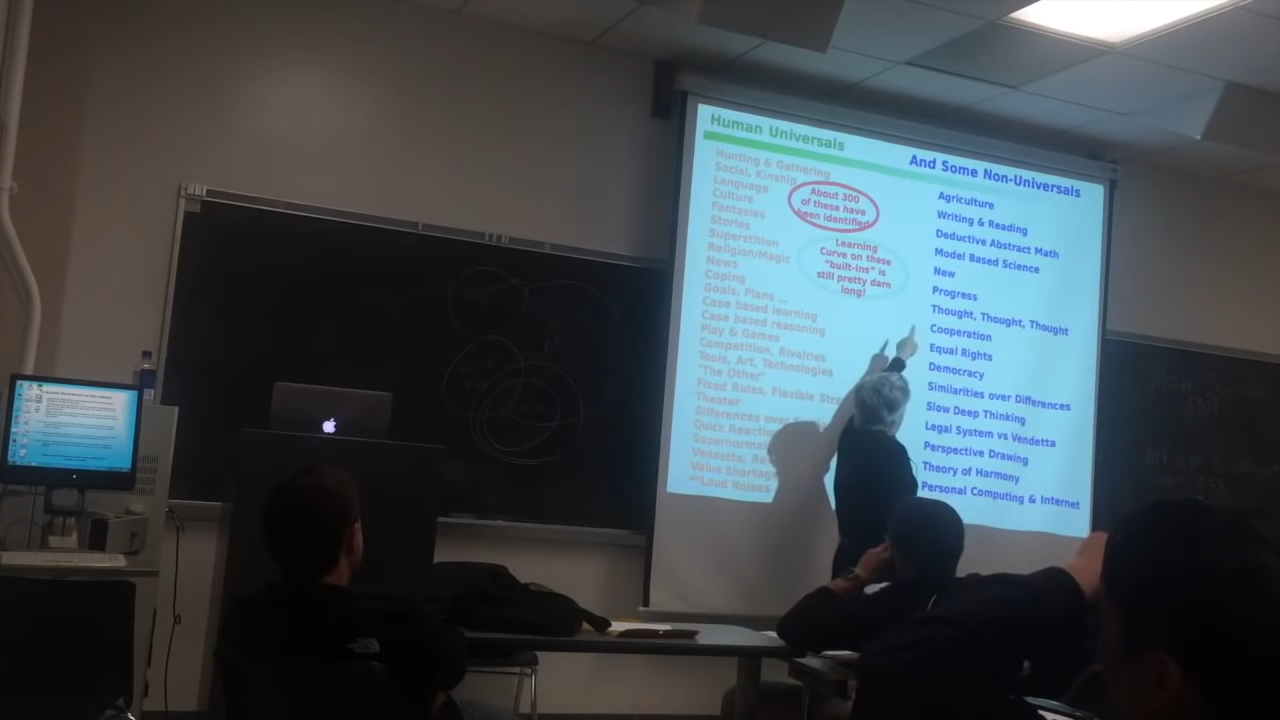 Human Universals
And Some Non-Universals
Hunting & Gathering
Social, Kinship
Language
Culture
Fantasies
Stories
Superstition
Religion/Magic
News
Coping
Goals, Plans ...
Case based learning
Case based reasoning
Play & Games
Competition, Rivalries
Tools, Art, Technologies
"The Other"
Fixed Rules, Flexible
Theater
Differences over
Quick
Vendetta,
Value Shortage
**Loud Noises
About 300
of these have
been identified
Learning
Curve on these
"built-ins" is
still pretty darn
long!
Agriculture
Writing & Reading
Deductive Abstract Math
Model Based Science
New
Progress
Thought, Thought, Thought
Cooperation
Equal Rights
Democracy
Similarities over Differences
Slow Deep Thinking
Legal System vs Vendetta
Perspective Drawing
Theory of Harmony
Personal Computing & Internet